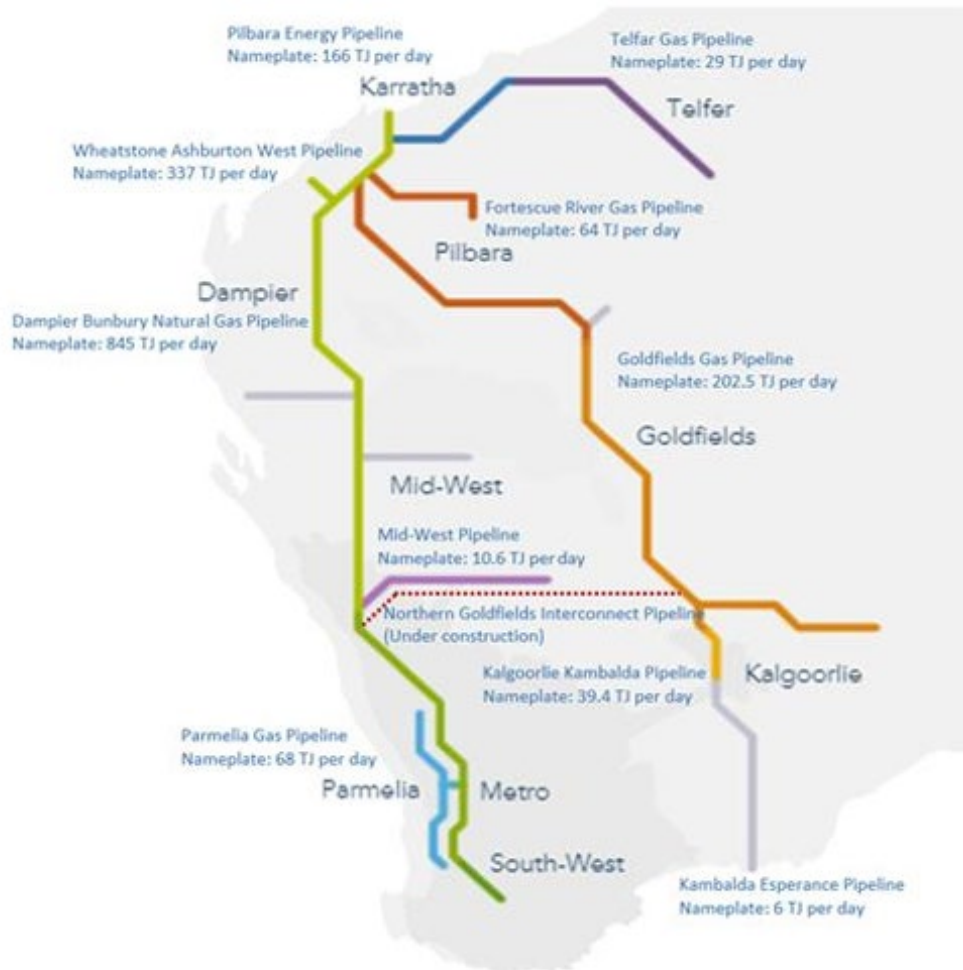 Pilbara Energy Pipeline
Nameplate: 166 TJ per day
Karratha
Telfar Gas Pipeline
Nameplate: 29 TJ per day
Telfer
Wheatstone Ashburton West Pipeline
Nameplate: 337 TJ per day
Fortescue River Gas Pipeline
Nameplate: 64 TJ per day
Pilbara
Dampier
Dampier Bunbury Natural Gas Pipeline
Nameplate: 845 TJ per day
Goldfields Gas Pipeline
Nameplate: 202.5 TJ per day
Goldfields
Mid-West
Mid-West Pipeline
Nameplate: 10.6 TJ per day
Northern Goldfields Interconnect Pipeline
(Under construction)
Kalgoorlie Kambalda Pipeline
Nameplate: 39.4 TJ per day
Kalgoorlie
Parmelia Gas Pipeline
Nameplate: 68 TJ per day
Parmelia
Metro
South-West
Kambalda Esperance Pipeline
Nameplate: 6 TJ per day